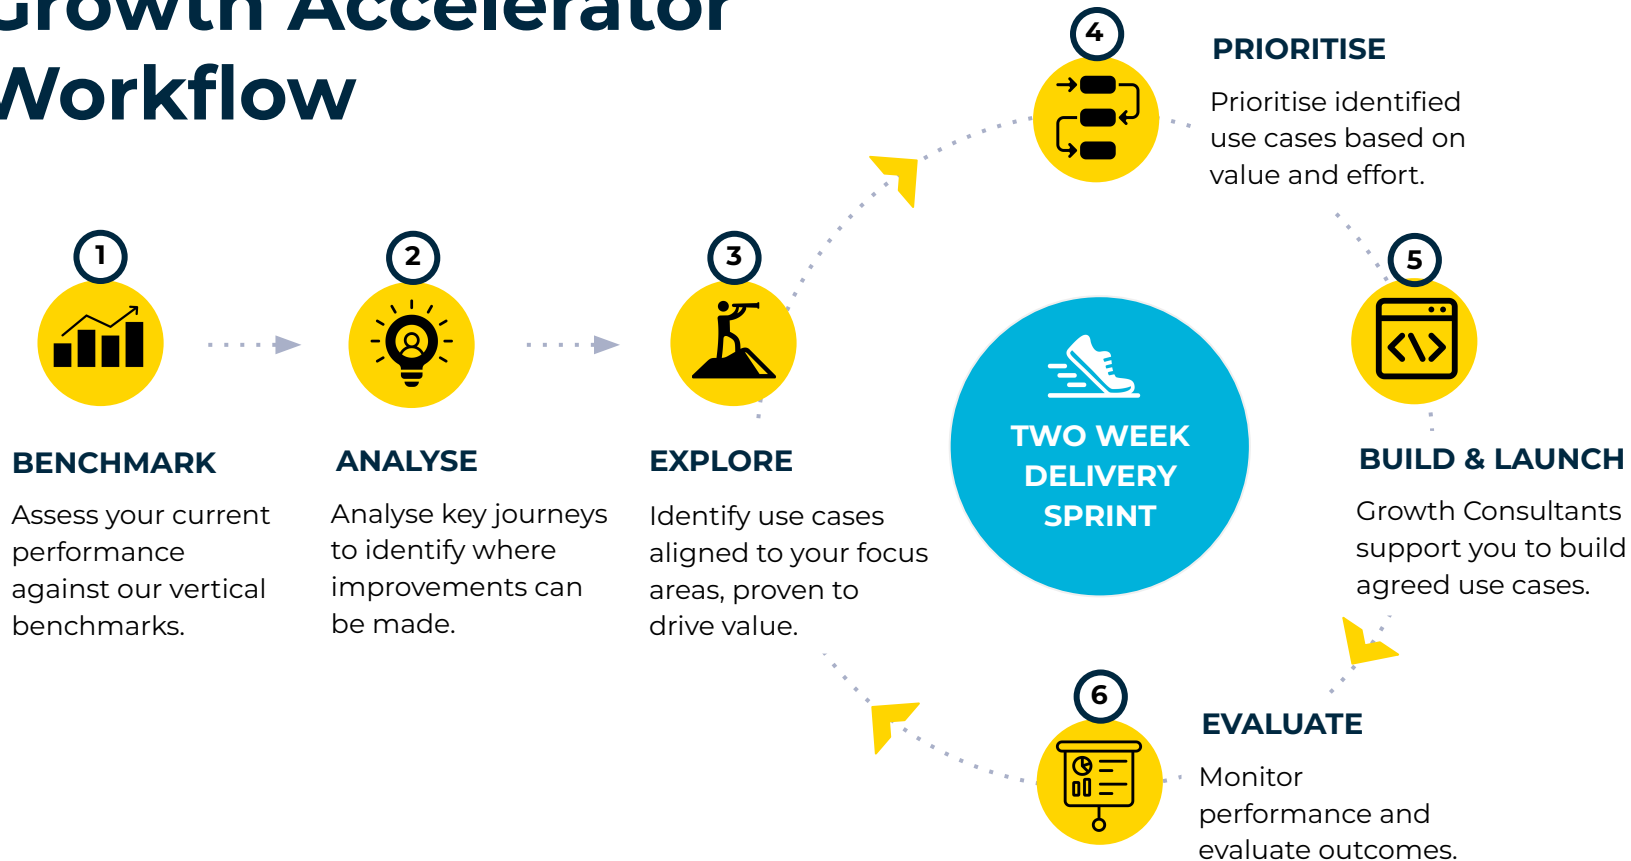 Growth Accelerator
Workflow
1
BENCHMARK
Assess your current
performance
against our vertical
benchmarks.
2
ANALYSE
Analyse key journeys
to identify where
improvements can
be made.
3
EXPLORE
Identify use cases
aligned to your focus
areas, proven to
drive value.
4
PRIORITISE
Prioritise identified
use cases based on
value and effort.
5
BUILD & LAUNCH
Growth Consultants
support you to build
agreed use cases.
6
EVALUATE
Monitor
performance and
evaluate outcomes.
TWO WEEK
DELIVERY
SPRINT